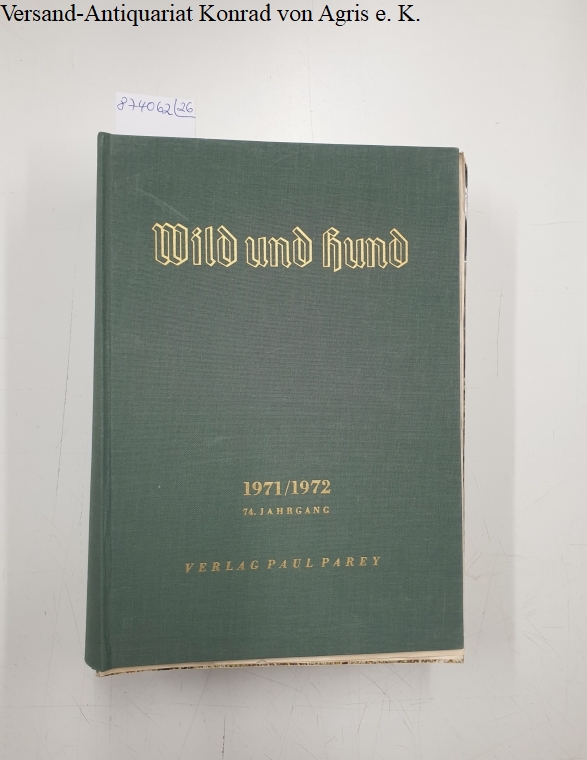 Versand-Antiquariat Konrad von Agris e. K.
874062/26
Wild und Hund
1971/1972
74. JAHRGANG
VERLAG PAUL PAREY